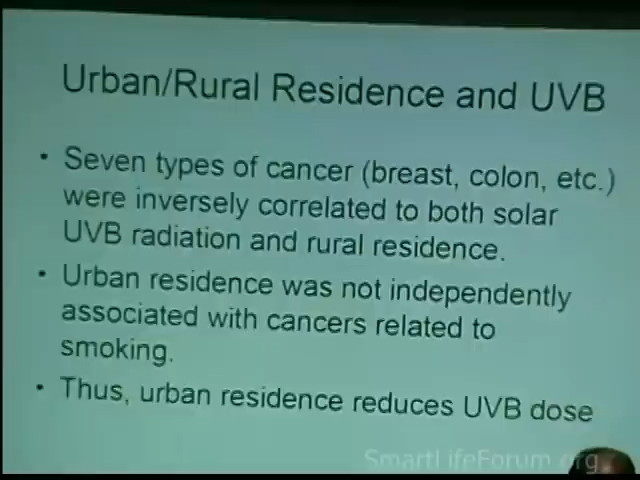 Urban/Rural Residence and UVB
• Seven types of cancer (breast, colon, etc.)
were inversely correlated to both solar
UVB radiation and rural residence.
• Urban residence was not independently
associated with cancers related to
smoking.
• Thus, urban residence reduces UVB dose
SmartLifeForum.org